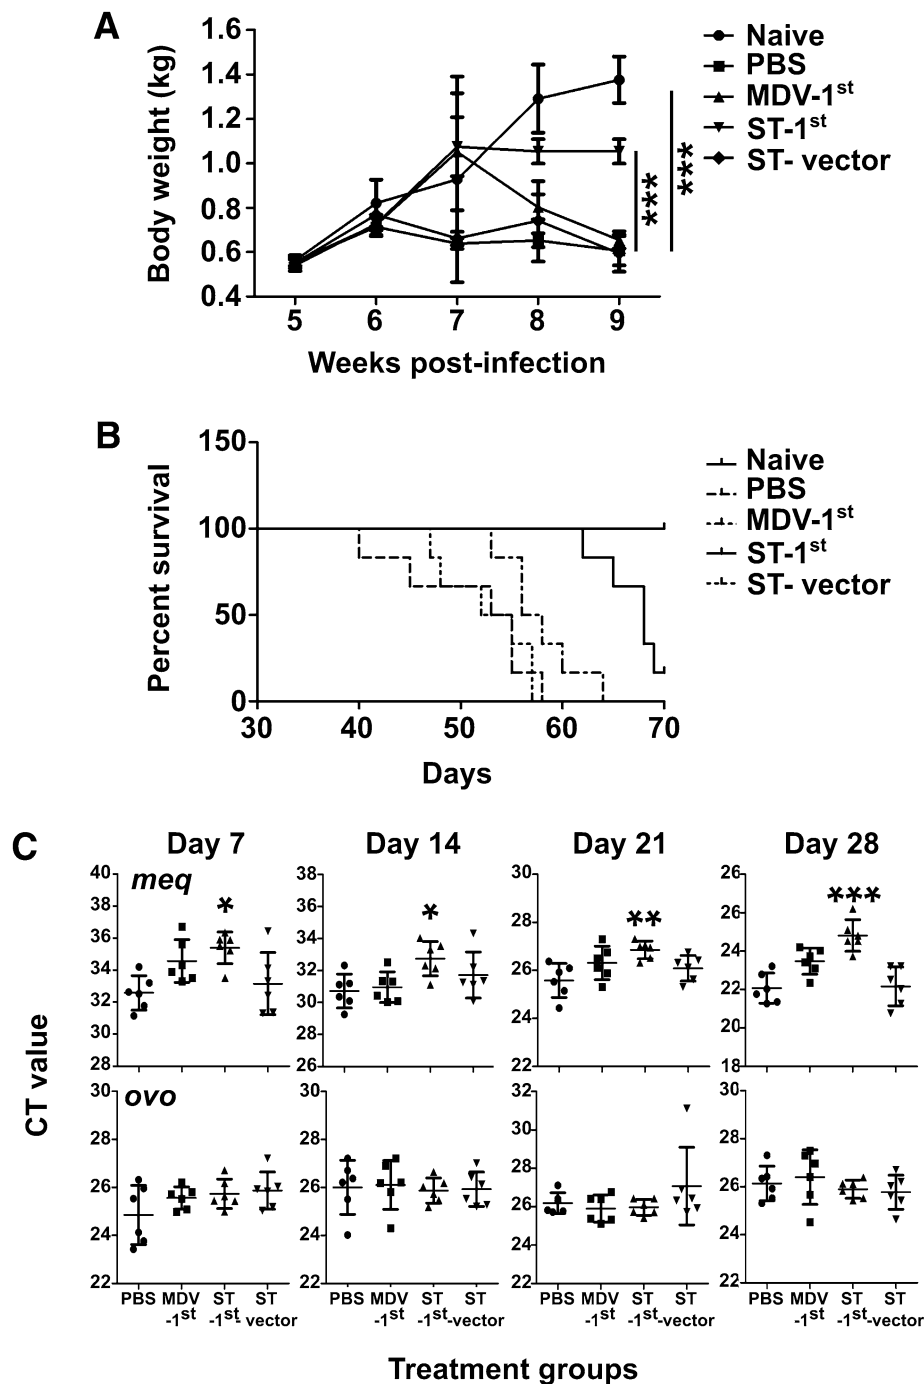 A
Body weight (kg)
1.6
1.4
1.2
1.0
0.8
0.6
0.4
5 6 7 8 9
Weeks post-infection
*** ***
Naive
PBS
MDV-1st
ST-1st
ST- vector
B
Percent survival
150
100
50
0
30 40 50 60 70
Days
Naive
PBS
MDV-1st
ST-1st
ST- vector
C
CT value
Day 7 Day 14 Day 21 Day 28
meq
40
38
36
34
32
30
28
*
38
36
34
32
30
28
26
*
30
28
26
24
22
**
26
24
26
22
20
18
***
ovo
30
28
26
24
22
30
28
26
24
22
32
30
28
26
24
22
30
28
26
24
22
PBS MDV ST ST PBS MDV ST ST PBS MDV ST ST PBS MDV ST ST
-1st -1st -vector -1st -1st -vector -1st -1st -vector -1st -1st -vector
Treatment groups